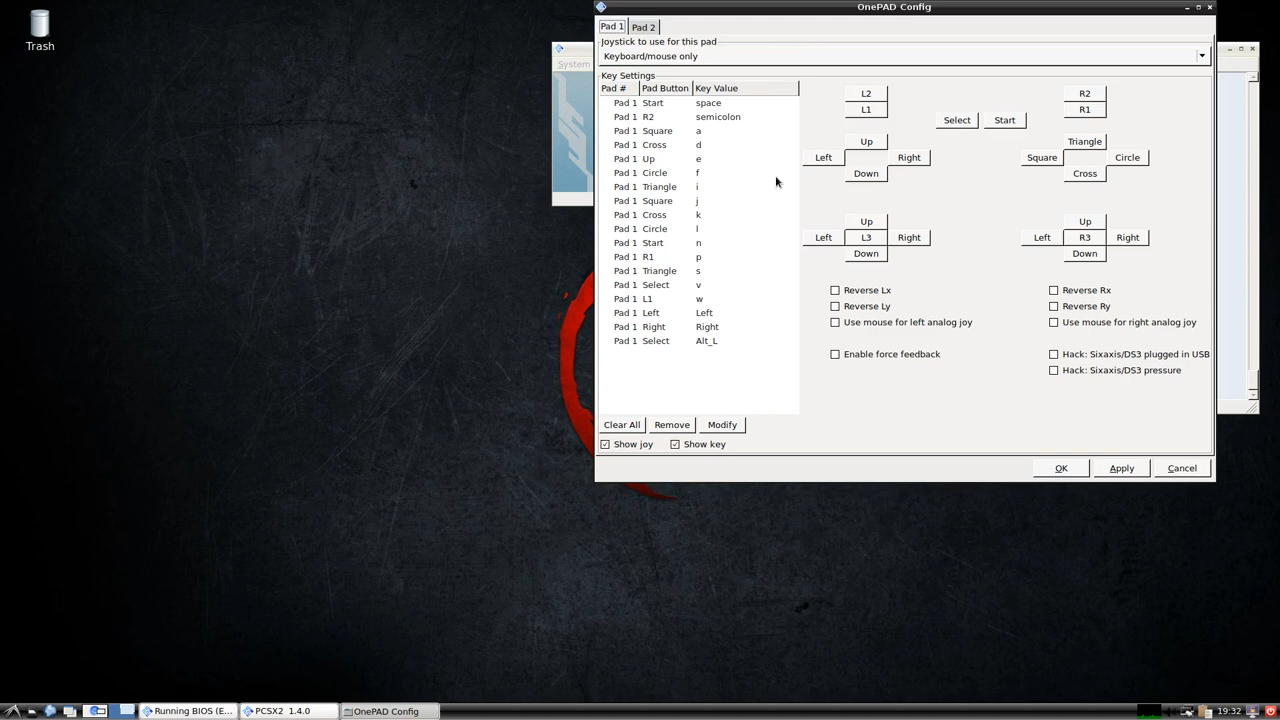 OnePAD Config
Trash
Pad 1 Pad 2
Joystick to use for this pad
Keyboard/mouse only
System
Key Settings
Pad # Pad Button Key Value
Pad 1 Start space
Pad 1 R2 semicolon
Pad 1 Square a
Pad 1 Cross d
Pad 1 Up e
Pad 1 Circle f
Pad 1 Triangle i
Pad 1 Square j
Pad 1 Cross k
Pad 1 Circle l
Pad 1 Start n
Pad 1 R1 p
Pad 1 Triangle s
Pad 1 Select v
Pad 1 L1 w
Pad 1 Left Left
Pad 1 Right Right
Pad 1 Select Alt_L
L2 R2
L1 R1
Select Start
Up Triangle
Left Right Square Circle
Down Cross
Up Up
Left L3 Right Left R3 Right
Down Down
Reverse Lx Reverse Rx
Reverse Ly Reverse Ry
Use mouse for left analog joy Use mouse for right analog joy
Enable force feedback Hack: Sixaxis/DS3 plugged in USB
Hack: Sixaxis/DS3 pressure
Clear All Remove Modify
Show joy Show key
OK Apply Cancel
Running BIOS (E... PCSX2 1.4.0 OnePAD Config 19:32